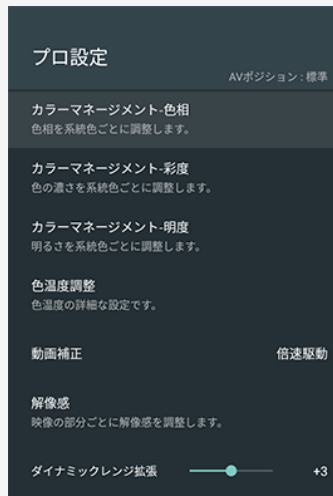 プロ設定
AVポジション : 標準
カラーマネージメント-色相
色相を系統色ごとに調整します。
カラーマネージメント-彩度
色の濃さを系統色ごとに調整します。
カラーマネージメント-明度
明るさを系統色ごとに調整します。
色温度調整
色温度の詳細な設定です。
動画補正 倍速駆動
解像感
映像の部分ごとに解像感を調整します。
ダイナミックレンジ拡張 +3